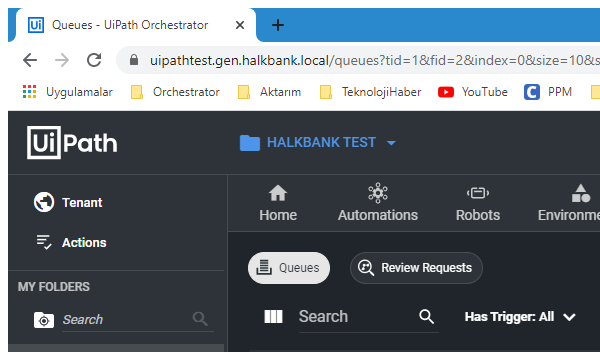 Ui Queues - UiPath Orchestrator
uipathtest.gen.halkbank.local/queues?tid=1&fid=2&index=0&size=10&s
Uygulamalar Orchestrator Aktarım TeknolojiHaber YouTube C PPM
UiPath HALKBANK TEST
Tenant
Actions
Home Automations Robots Environme
Queues Review Requests
MY FOLDERS
Search
Search Has Trigger: All